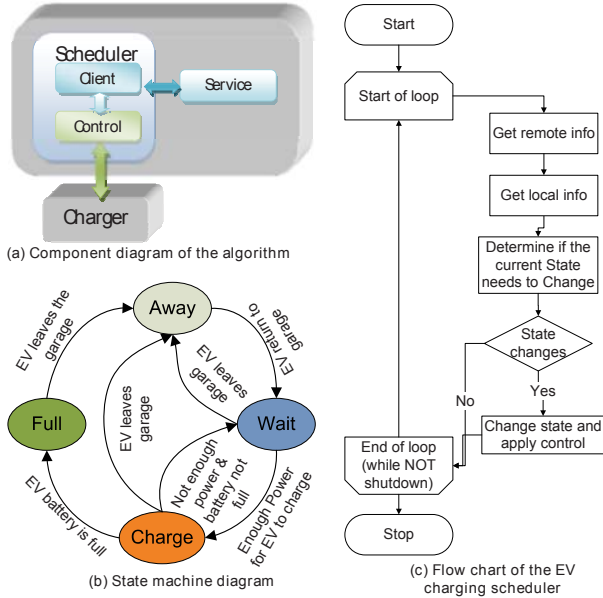 Scheduler
Client
Service
Control
Charger
(a) Component diagram of the algorithm
Away
EV leaves the
garage
EV return to
garage
EV leaves
garage
EV leaves
garage
Full
Wait
Not enough
power &
battery not
full
Enough Power
for EV to charge
EV battery is full
Charge
(b) State machine diagram
Start
Start of loop
Get remote info
Get local info
Determine if the
current State
needs to Change
State
changes
No
Yes
Change state and
apply control
End of loop
(while NOT
shutdown)
Stop
(c) Flow chart of the EV
charging scheduler